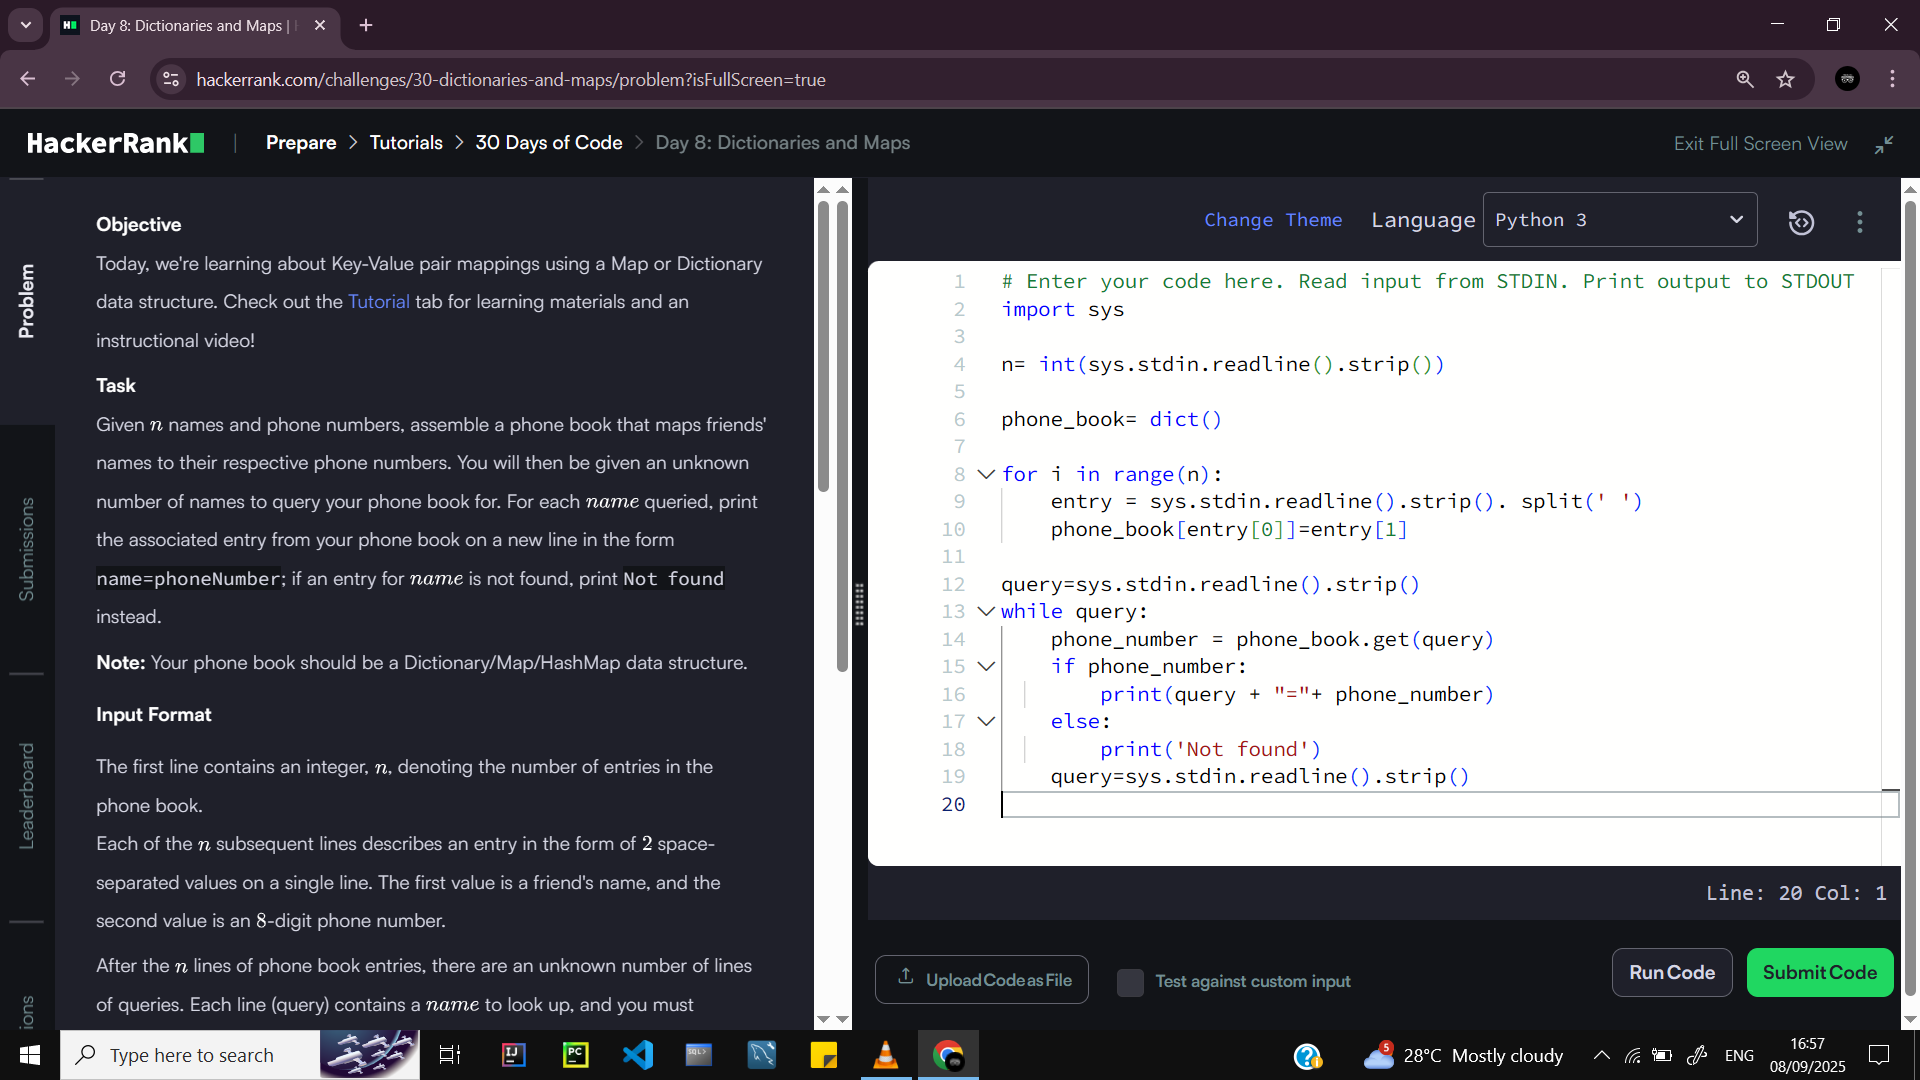 Day 8: Dictionaries and Maps |
hackerrank.com/challenges/30-dictionaries-and-maps/problem?isFullScreen=true
HackerRank
Prepare > Tutorials > 30 Days of Code > Day 8: Dictionaries and Maps
Exit Full Screen View
Problem
Submissions
Leaderboard
Objective
Today, we're learning about Key-Value pair mappings using a Map or Dictionary
data structure. Check out the Tutorial tab for learning materials and an
instructional video!
Task
Given n names and phone numbers, assemble a phone book that maps friends'
names to their respective phone numbers. You will then be given an unknown
number of names to query your phone book for. For each name queried, print
the associated entry from your phone book on a new line in the form
name=phoneNumber; if an entry for name is not found, print Not found
instead.
Note: Your phone book should be a Dictionary/Map/HashMap data structure.
Input Format
The first line contains an integer, n, denoting the number of entries in the
phone book.
Each of the n subsequent lines describes an entry in the form of 2 space-
separated values on a single line. The first value is a friend's name, and the
second value is an 8-digit phone number.
After the n lines of phone book entries, there are an unknown number of lines
of queries. Each line (query) contains a name to look up, and you must
Change Theme Language Python 3
1 # Enter your code here. Read input from STDIN. Print output to STDOUT
2 import sys
3
4 n= int(sys.stdin.readline().strip())
5
6 phone_book= dict()
7
8 for i in range(n):
9 entry = sys.stdin.readline().strip(). split(' ')
10 phone_book[entry[0]]=entry[1]
11
12 query=sys.stdin.readline().strip()
13 while query:
14 phone_number = phone_book.get(query)
15 if phone_number:
16 print(query + "="+ phone_number)
17 else:
18 print('Not found')
19 query=sys.stdin.readline().strip()
20
Line: 20 Col: 1
Upload Code as File
Test against custom input
Run Code
Submit Code
Type here to search
IJ
PC
SQL>
5
28°C Mostly cloudy
ENG
16:57
08/09/2025